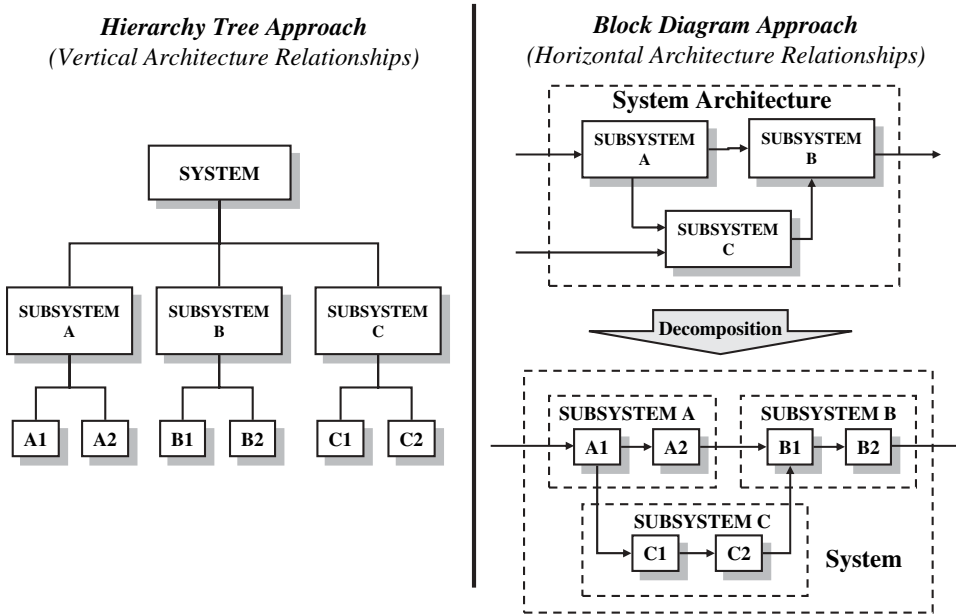 Hierarchy Tree Approach
(Vertical Architecture Relationships)
SYSTEM
SUBSYSTEM
A
SUBSYSTEM
B
SUBSYSTEM
C
A1
A2
B1
B2
C1
C2
Block Diagram Approach
(Horizontal Architecture Relationships)
System Architecture
SUBSYSTEM
A
SUBSYSTEM
B
SUBSYSTEM
C
Decomposition
SUBSYSTEM A
SUBSYSTEM B
A1
A2
B1
B2
SUBSYSTEM C
C1
C2
System